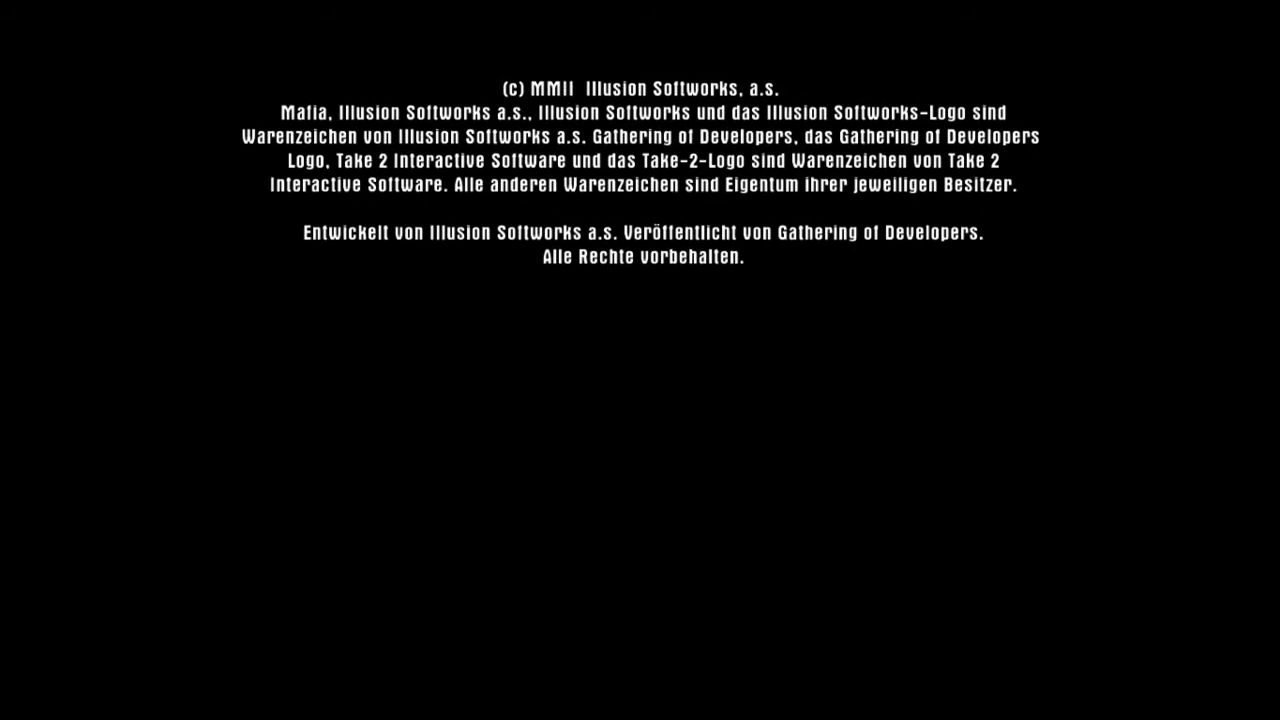 (c) MMII  Illusion Softworks, a.s.
Mafia, Illusion Softworks a.s., Illusion Softworks und das Illusion Softworks-Logo sind
Warenzeichen von Illusion Softworks a.s. Gathering of Developers, das Gathering of Developers
Logo, Take 2 Interactive Software und das Take-2-Logo sind Warenzeichen von Take 2
Interactive Software. Alle anderen Warenzeichen sind Eigentum ihrer jeweiligen Besitzer.
Entwickelt von Illusion Softworks a.s. Veröffentlicht von Gathering of Developers.
Alle Rechte vorbehalten.